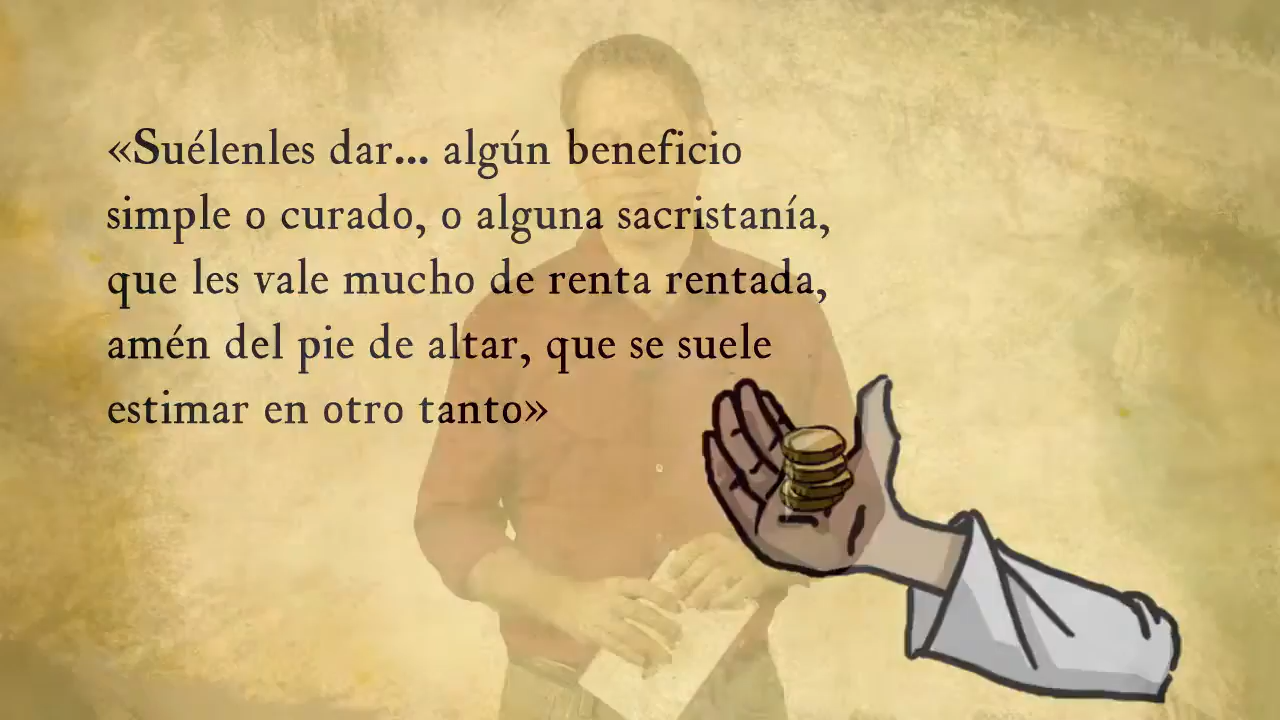 «Suélenles dar... algún beneficio
simple o curado, o alguna sacristanía,
que les vale mucho de renta rentada,
amén del pie de altar, que se suele
estimar en otro tanto»